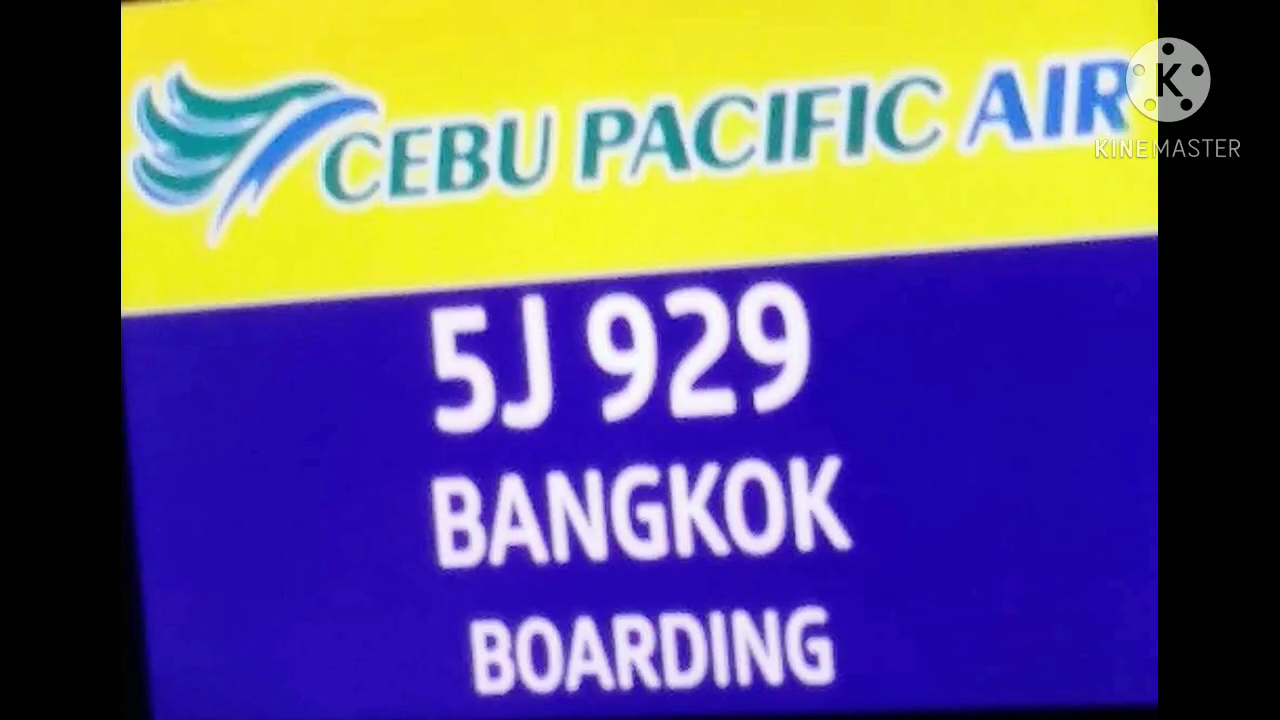 CEBU PACIFIC AIR
K
KINEMASTER
5J 929
BANGKOK
BOARDING